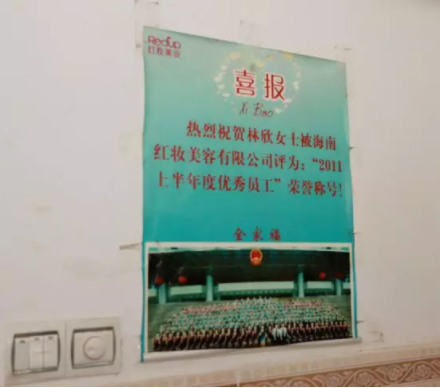 Redup
红妆美容
喜报
Xi Bao
热烈祝贺林欣女士被海南
红妆美容有限公司评为："2011
上半年度优秀员工"荣誉称号!
全家福